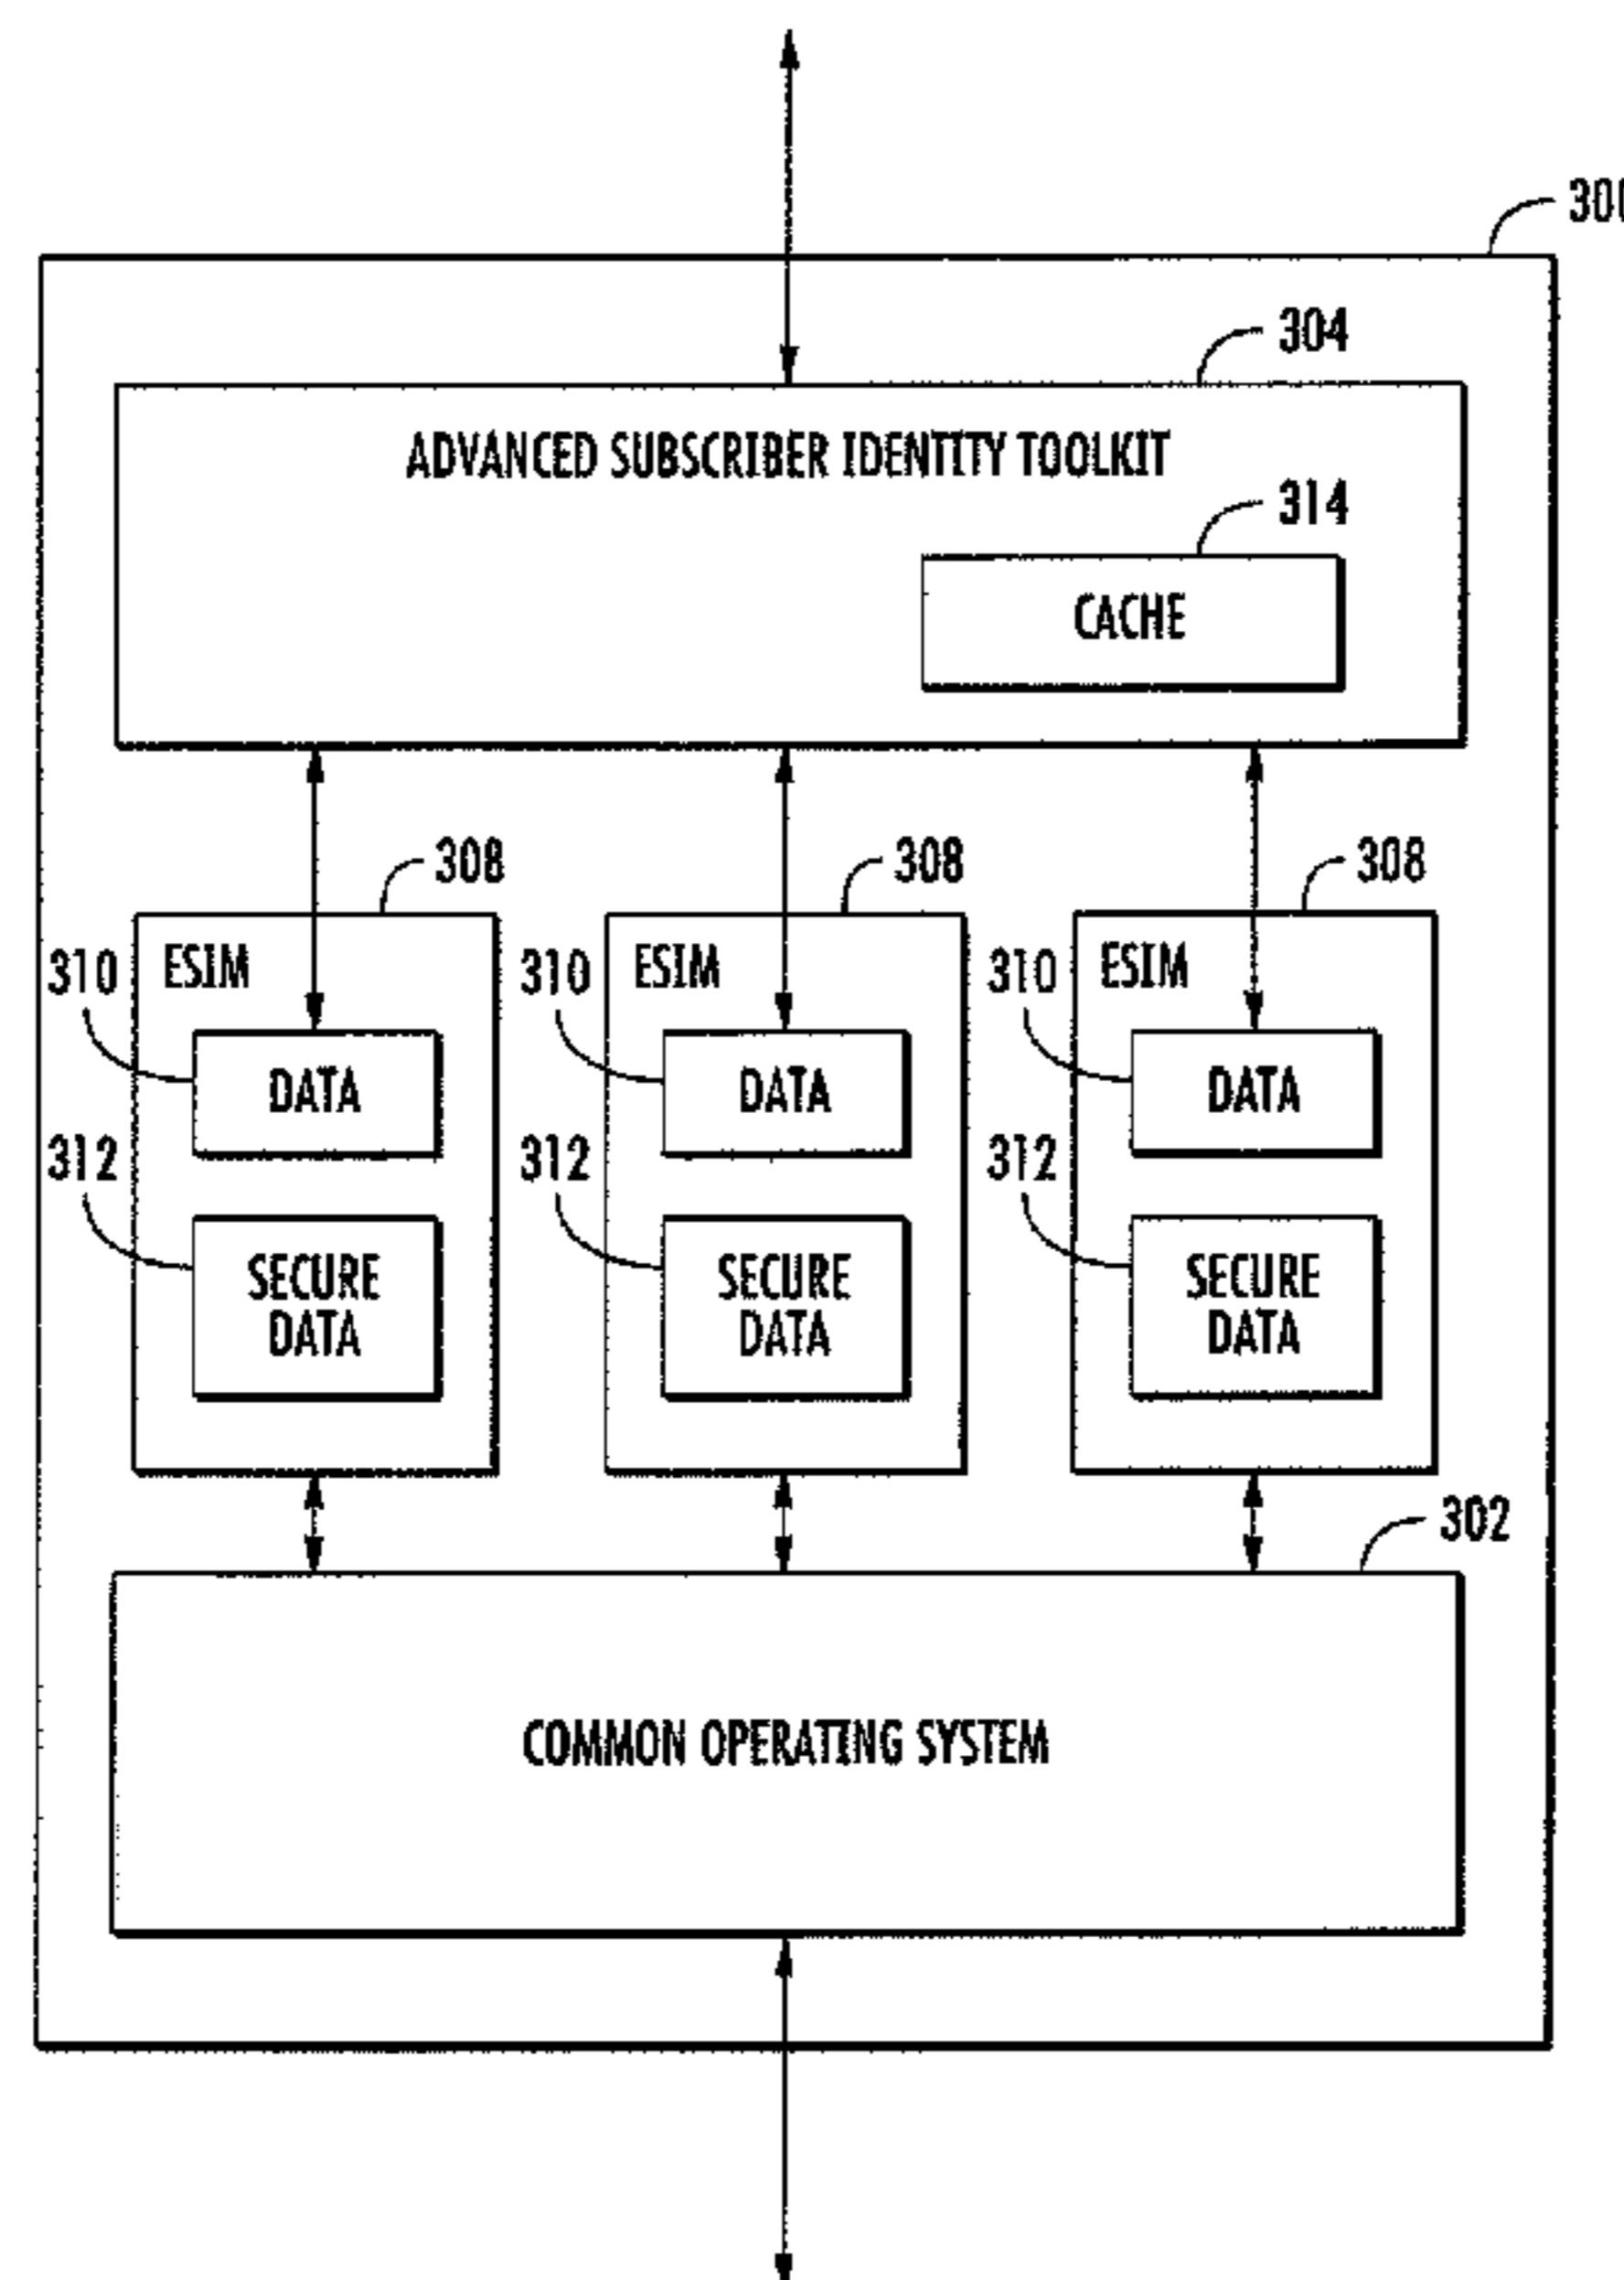 300
304
ADVANCED SUBSCRIBER IDENTITY TOOLKIT
314
CACHE
308 308 308
310 ESIM 310 ESIM 310 ESIM
DATA DATA DATA
312 312 312
SECURE SECURE SECURE
DATA DATA DATA
302
COMMON OPERATING SYSTEM